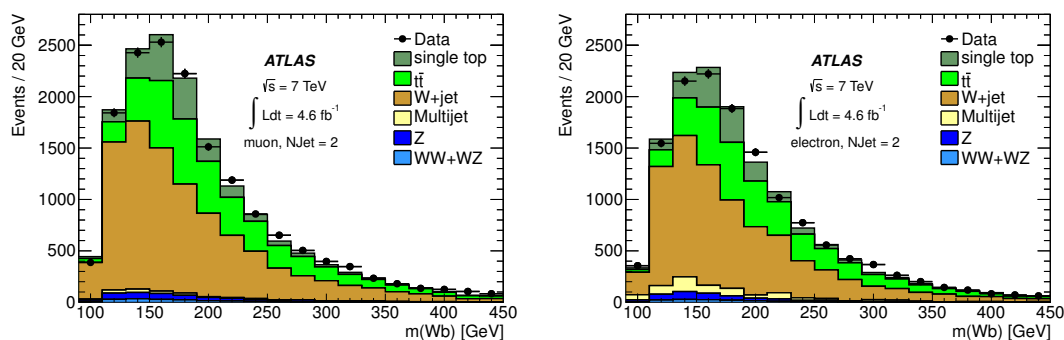 Events / 20 GeV
2500
2000
1500
1000
500
0
ATLAS
√s = 7 TeV
∫ Ldt = 4.6 fb⁻¹
muon, NJet = 2
Data
single top
tt̄
W+jet
Multijet
Z
WW+WZ
100 150 200 250 300 350 400 450
m(Wb) [GeV]
Events / 20 GeV
2500
2000
1500
1000
500
0
ATLAS
√s = 7 TeV
∫ Ldt = 4.6 fb⁻¹
electron, NJet = 2
Data
single top
tt̄
W+jet
Multijet
Z
WW+WZ
100 150 200 250 300 350 400 450
m(Wb) [GeV]